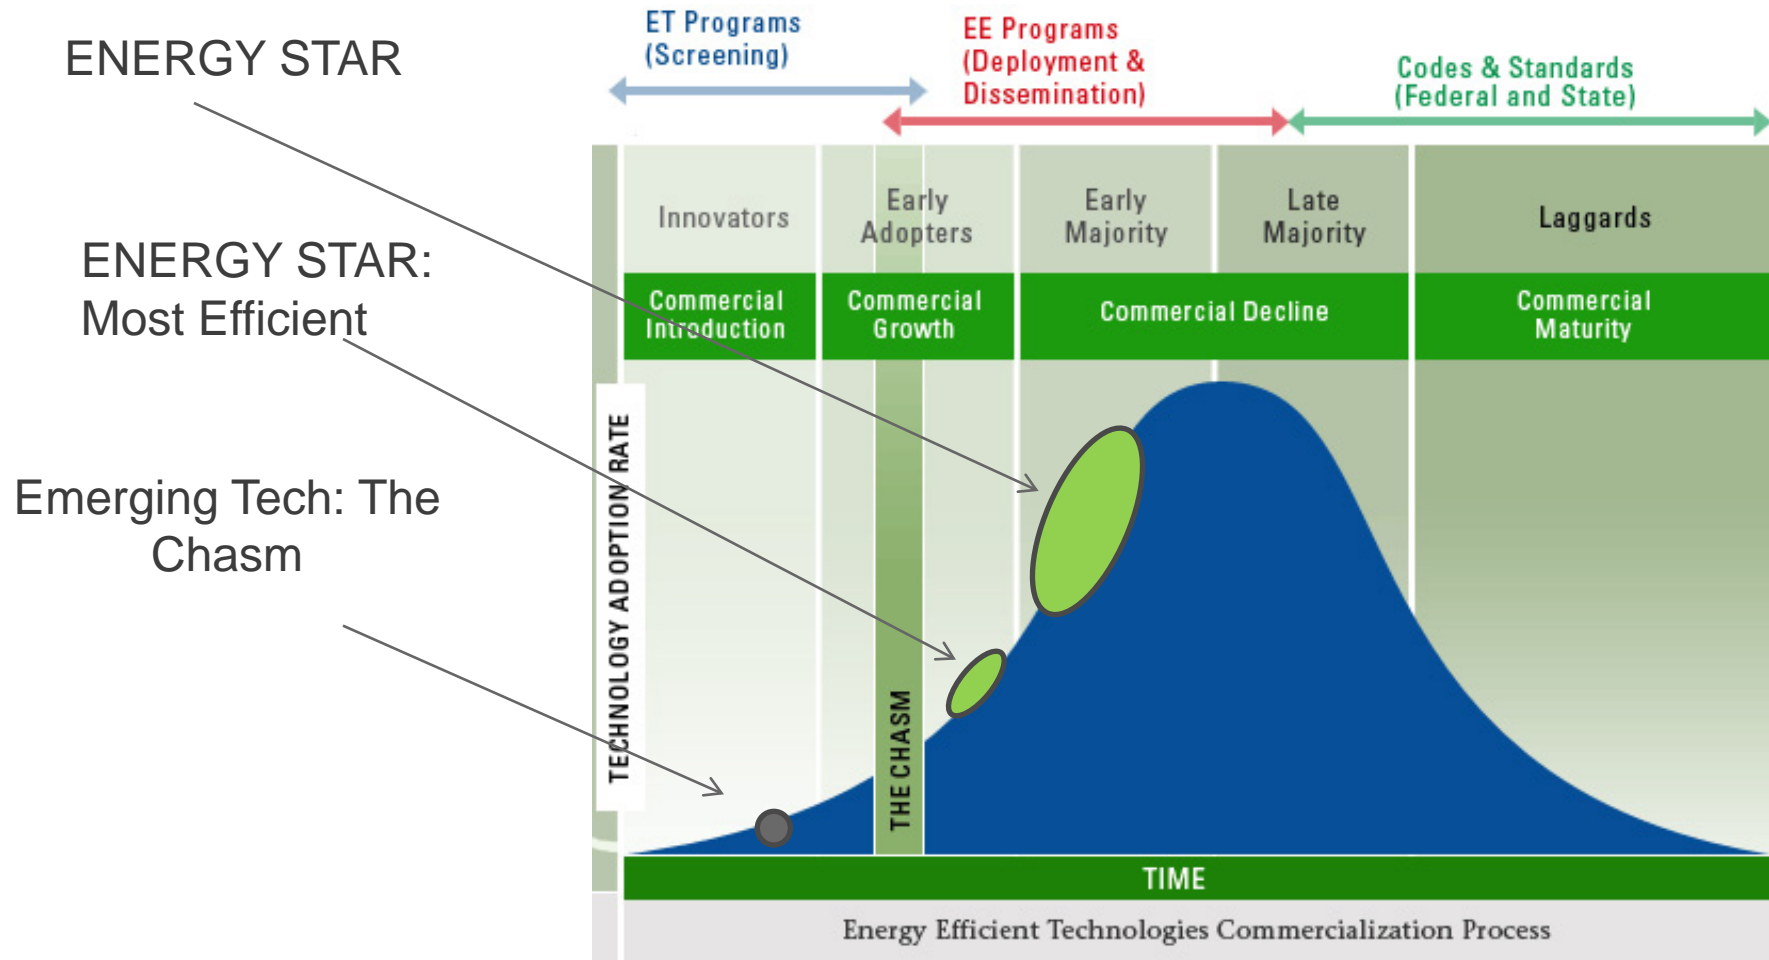 ENERGY STAR
ENERGY STAR:
Most Efficient
Emerging Tech: The
Chasm
ET Programs
(Screening)
EE Programs
(Deployment &
Dissemination)
Codes & Standards
(Federal and State)
Innovators
Early
Adopters
Early
Majority
Late
Majority
Laggards
Commercial
Introduction
Commercial
Growth
Commercial Decline
Commercial
Maturity
TECHNOLOGY ADOPTION RATE
THE CHASM
TIME
Energy Efficient Technologies Commercialization Process